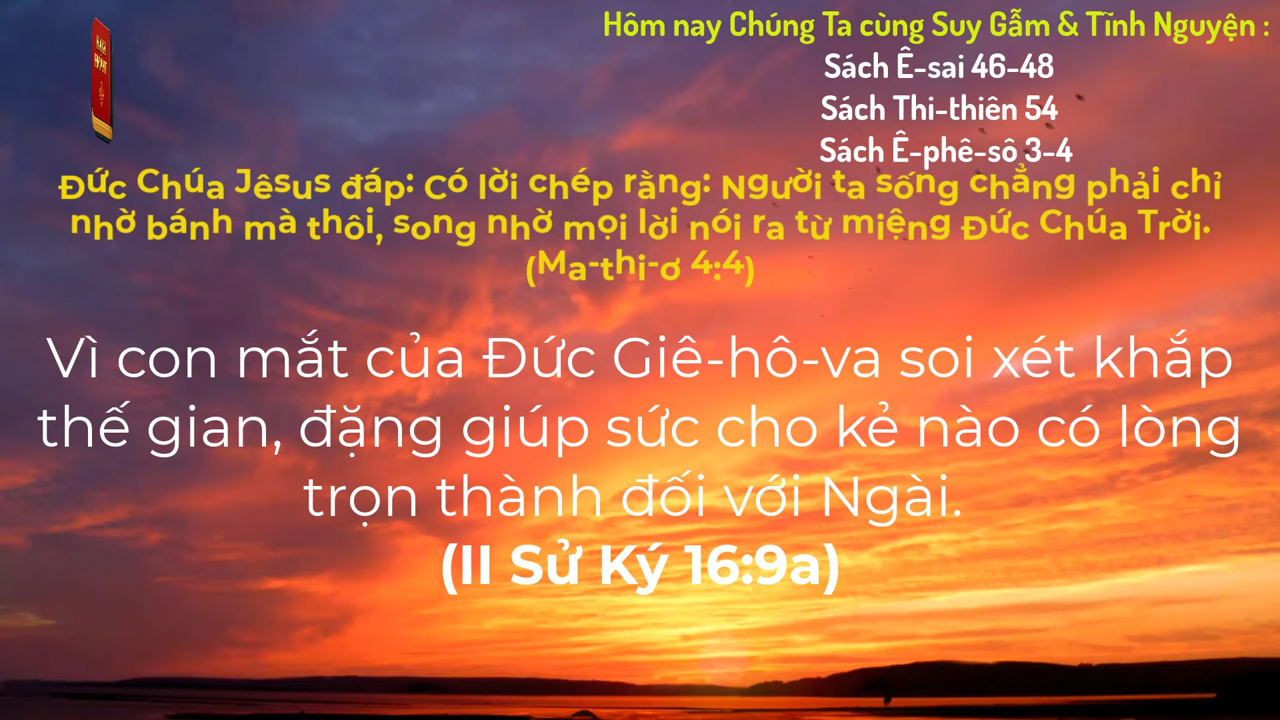 Hôm nay Chúng Ta cùng Suy Gẫm & Tĩnh Nguyện :
Sách Ê-sai 46-48
Sách Thi-thiên 54
Sách Ê-phê-sô 3-4
Đức Chúa Jêsus đáp: Có lời chép rằng: Người ta sống chẳng phải chỉ
nhờ bánh mà thôi, song nhờ mọi lời nói ra từ miệng Đức Chúa Trời.
(Ma-thi-ơ 4:4)
Vì con mắt của Đức Giê-hô-va soi xét khắp
thế gian, đặng giúp sức cho kẻ nào có lòng
trọn thành đối với Ngài.
(II Sử Ký 16:9a)